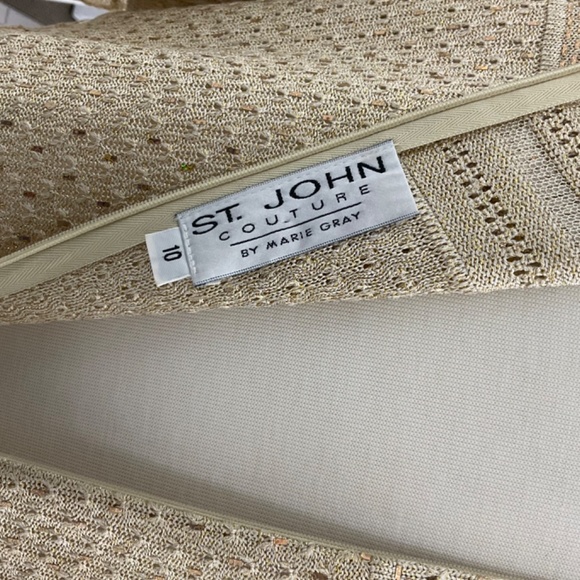 ST. JOHN
COUTURE
BY MARIE GRAY
10